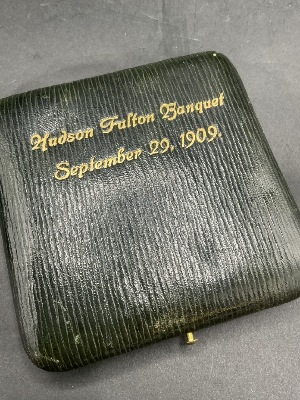 Hudson Fulton Banquet
September 29, 1909.